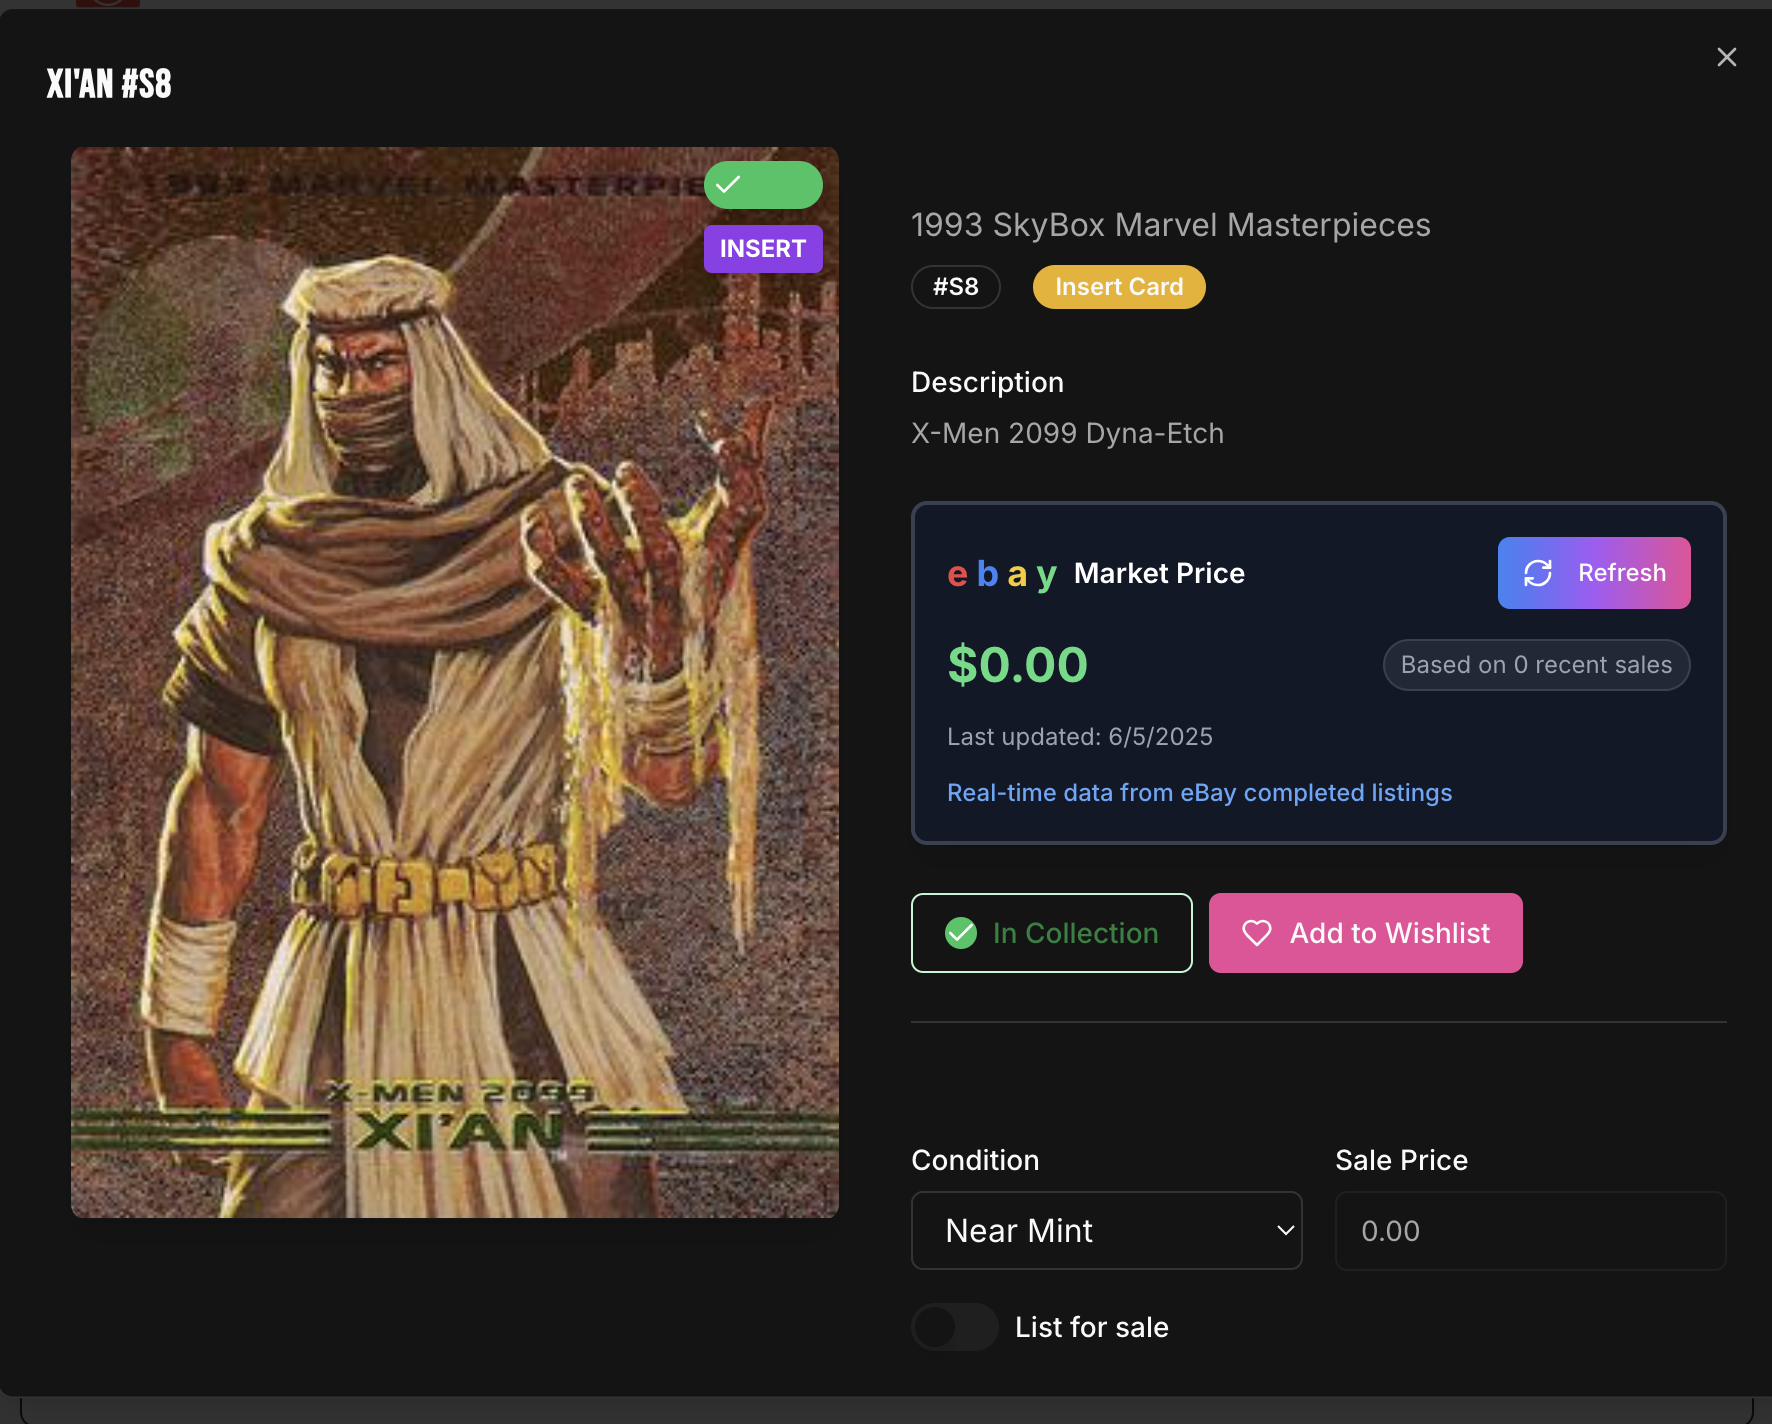 XI'AN #S8
1993 MARVEL MASTERPIE
INSERT
X-MEN 2099
XI'AN
1993 SkyBox Marvel Masterpieces
#S8
Insert Card
Description
X-Men 2099 Dyna-Etch
ebay Market Price
Refresh
$0.00
Based on 0 recent sales
Last updated: 6/5/2025
Real-time data from eBay completed listings
In Collection
Add to Wishlist
Condition
Sale Price
Near Mint
0.00
List for sale